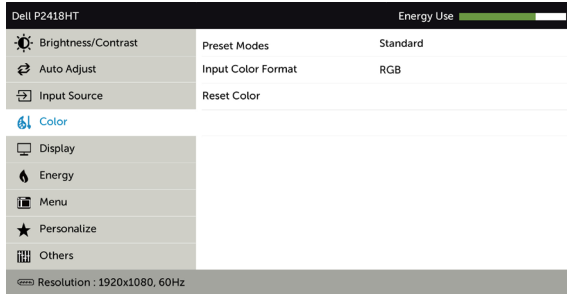 Dell P2418HT Energy Use
Brightness/Contrast
Auto Adjust
Input Source
Color
Display
Energy
Menu
Personalize
Others
Preset Modes Standard
Input Color Format RGB
Reset Color
Resolution : 1920x1080, 60Hz